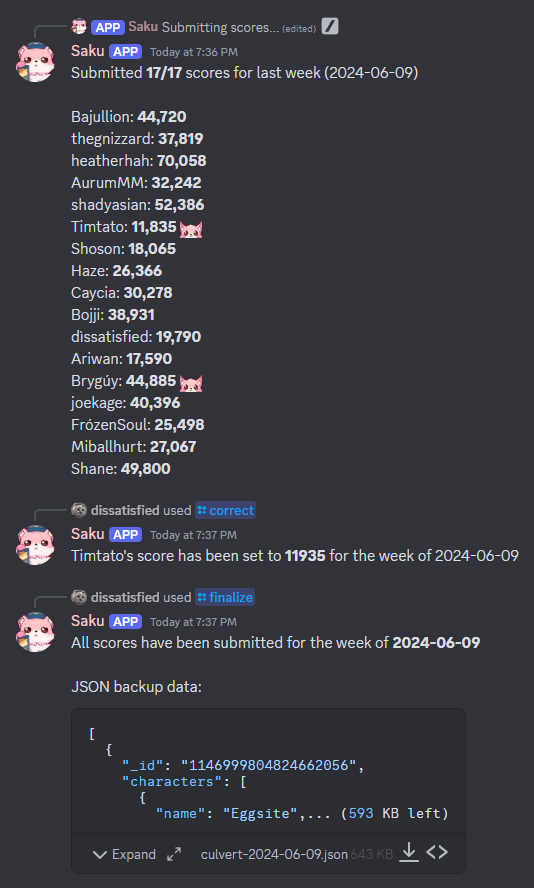 APP Saku Submitting scores... (edited)
Saku APP Today at 7:36 PM
Submitted 17/17 scores for last week (2024-06-09)
Bajullion: 44,720
thegnizzard: 37,819
heatherhah: 70,058
AurumMM: 32,242
shadyasian: 52,386
Timtato: 11,835
Shoson: 18,065
Haze: 26,366
Caycia: 30,278
Bojji: 38,931
dìssatisfied: 19,790
Ariwan: 17,590
Brygúy: 44,885
joekage: 40,396
FrózenSoul: 25,498
Miballhurt: 27,067
Shane: 49,800
dissatisfied used correct
Saku APP Today at 7:37 PM
Timtato's score has been set to 11935 for the week of 2024-06-09
dissatisfied used finalize
Saku APP Today at 7:37 PM
All scores have been submitted for the week of 2024-06-09
JSON backup data:
[
{
"_id": "1146999804824662056",
"characters": [
{
"name": "Eggsite",... (593 KB left)
Expand culvert-2024-06-09.json 643 KB